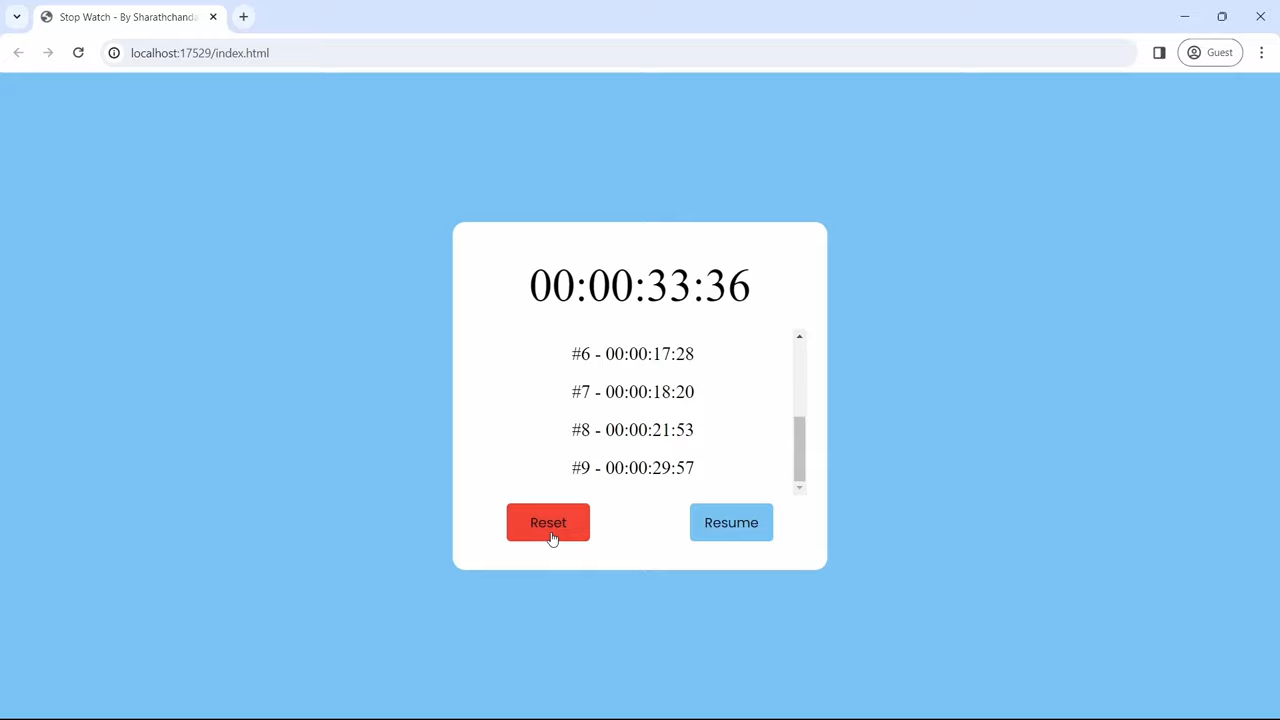 Stop Watch - By Sharathchanda
localhost:17529/index.html
Guest
00:00:33:36
#6 - 00:00:17:28
#7 - 00:00:18:20
#8 - 00:00:21:53
#9 - 00:00:29:57
Reset
Resume